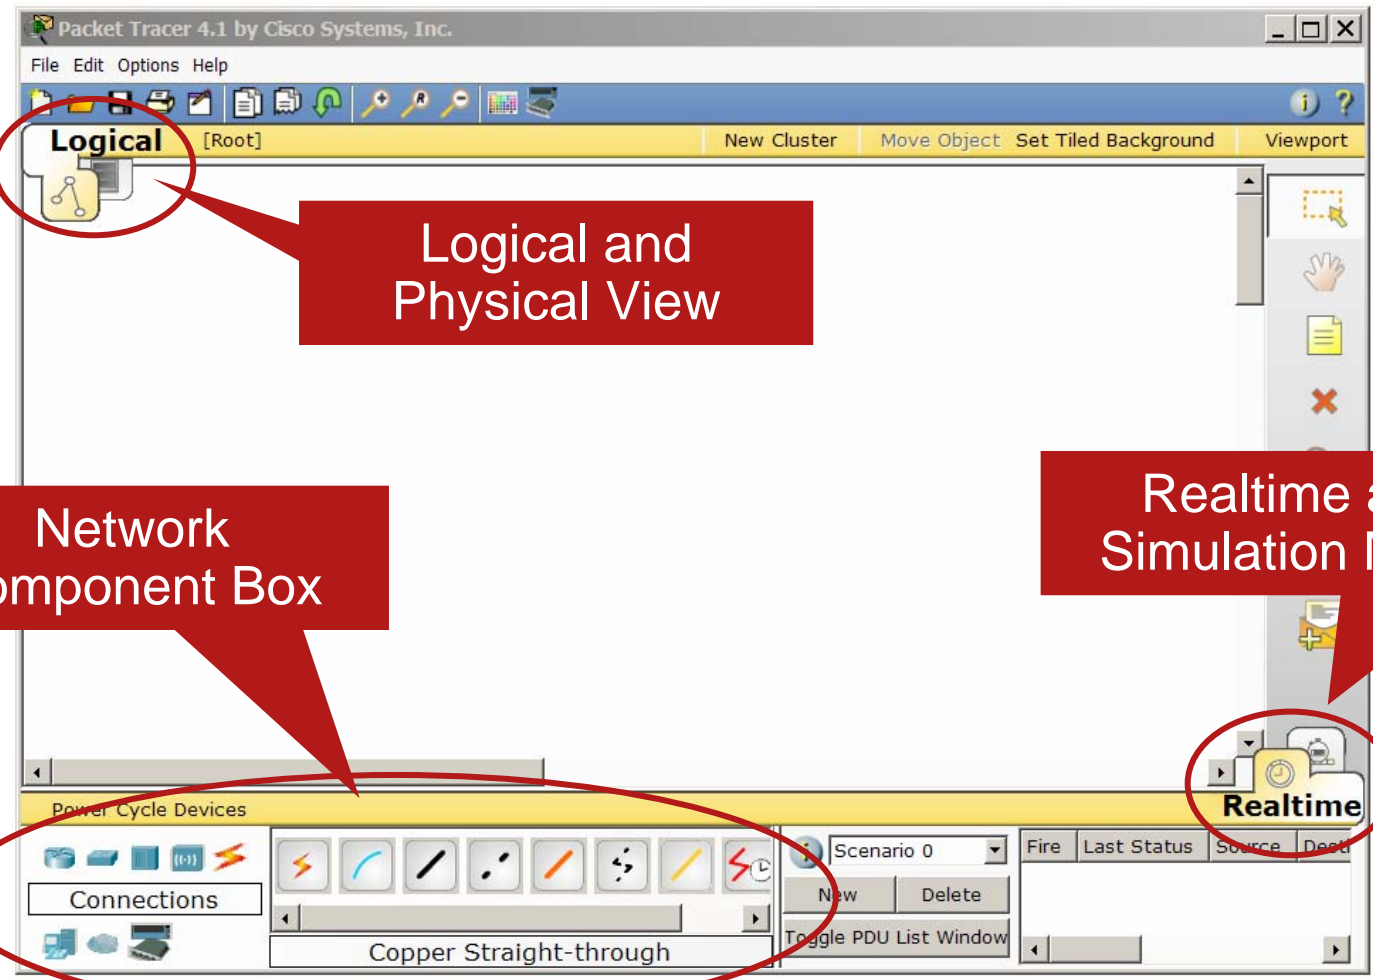 Packet Tracer 4.1 by Cisco Systems, Inc.
File Edit Options Help
Logical [Root] New Cluster Move Object Set Tiled Background Viewport
Logical and
Physical View
Realtime a
Simulation
Network
omponent Box
Power Cycle Devices
Realtime
Scenario 0
Fire Last Status Source Desti
Connections
New Delete
Toggle PDU List Window
Copper Straight-through